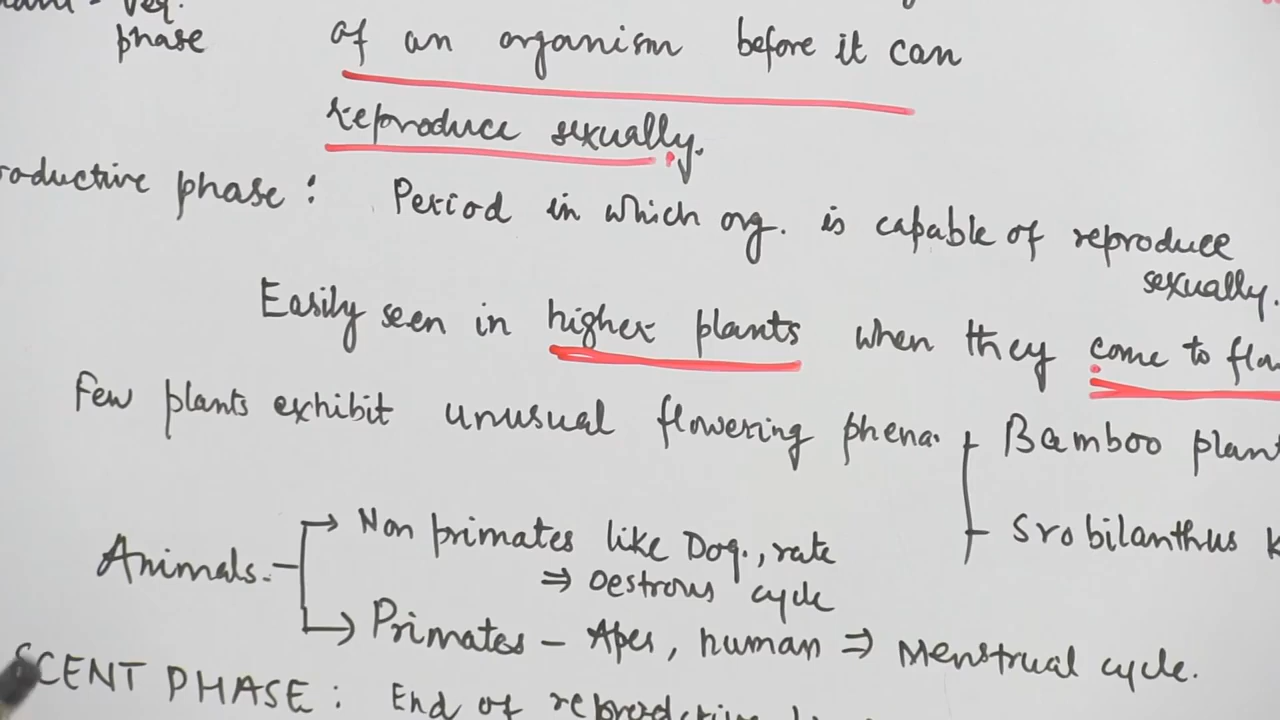 phase
of an organism before it can
reproduce sexually.
roductive phase : Period in which org. is capable of reproduce
sexually.
Easily seen in higher plants when they come to flo
Few plants exhibit unusual flowering phena. Bamboo plant
Srobilanthus K
Animals. → Non primates like Dog., rate
⇒ Oestrous cycle
→ Primates - Apes, human ⇒ Menstrual cycle.
SCENT PHASE : End of reproductive